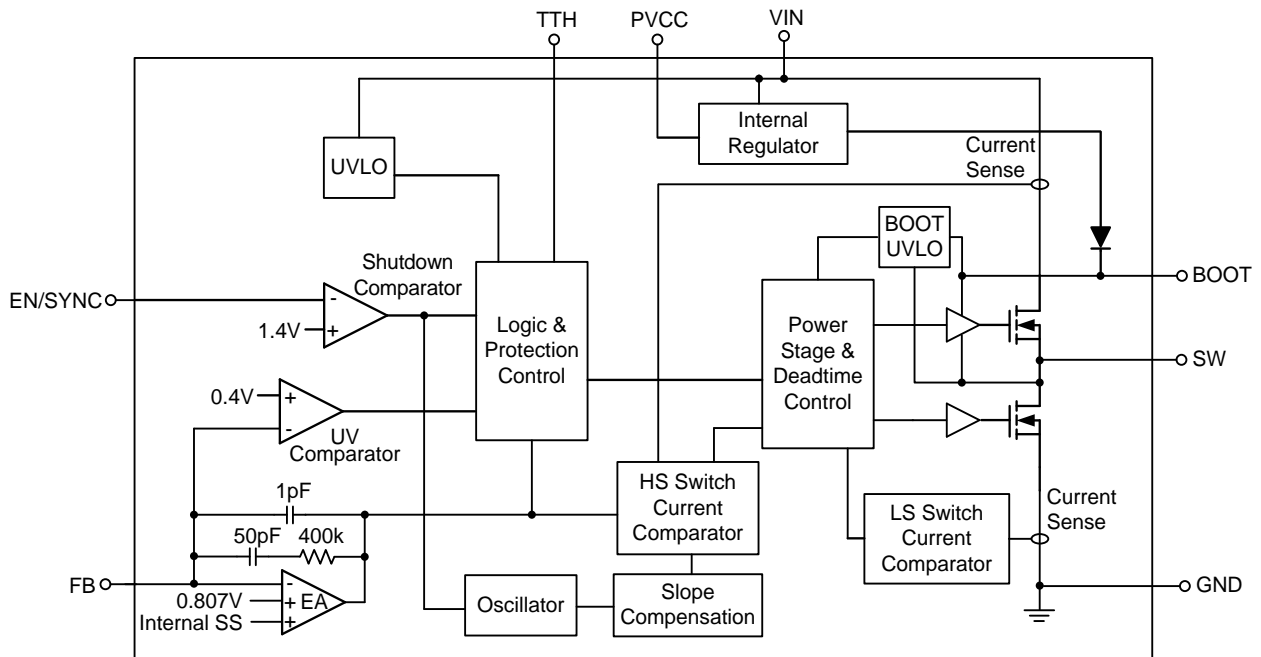 TTH
PVCC
VIN
Internal
Regulator
Current
Sense
UVLO
BOOT
UVLO
Shutdown
Comparator
EN/SYNC
-
1.4V
+
Logic &
Protection
Control
Power
Stage &
Deadtime
Control
BOOT
SW
0.4V
+
-
UV
Comparator
1pF
50pF
400k
HS Switch
Current
Comparator
LS Switch
Current
Comparator
Current
Sense
FB
-
0.807V
+
EA
Internal SS
+
Oscillator
Slope
Compensation
GND